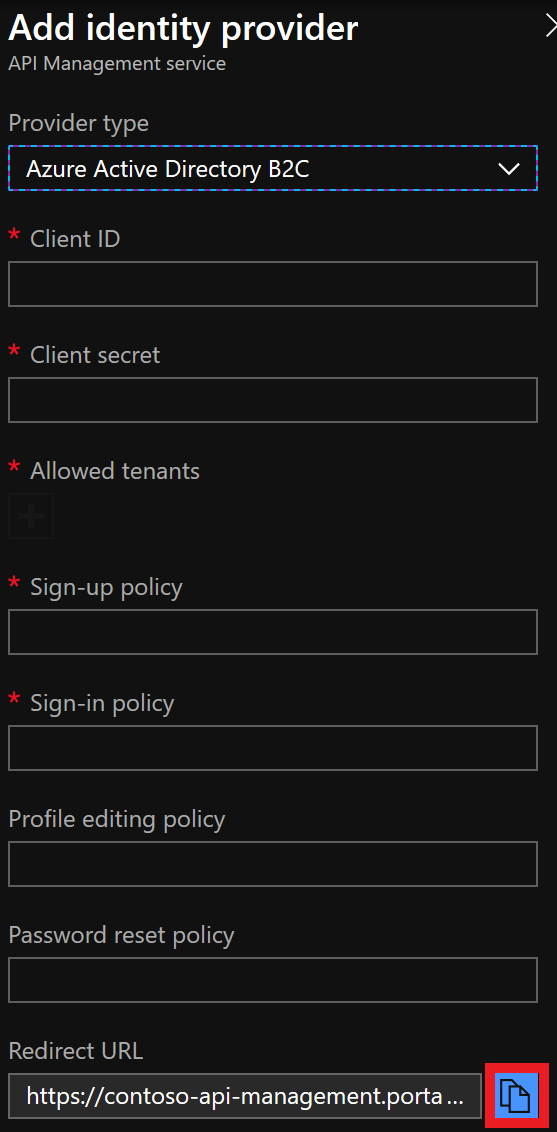 Add identity provider
API Management service
Provider type
Azure Active Directory B2C
* Client ID
* Client secret
* Allowed tenants
* Sign-up policy
* Sign-in policy
Profile editing policy
Password reset policy
Redirect URL
https://contoso-api-management.porta ...